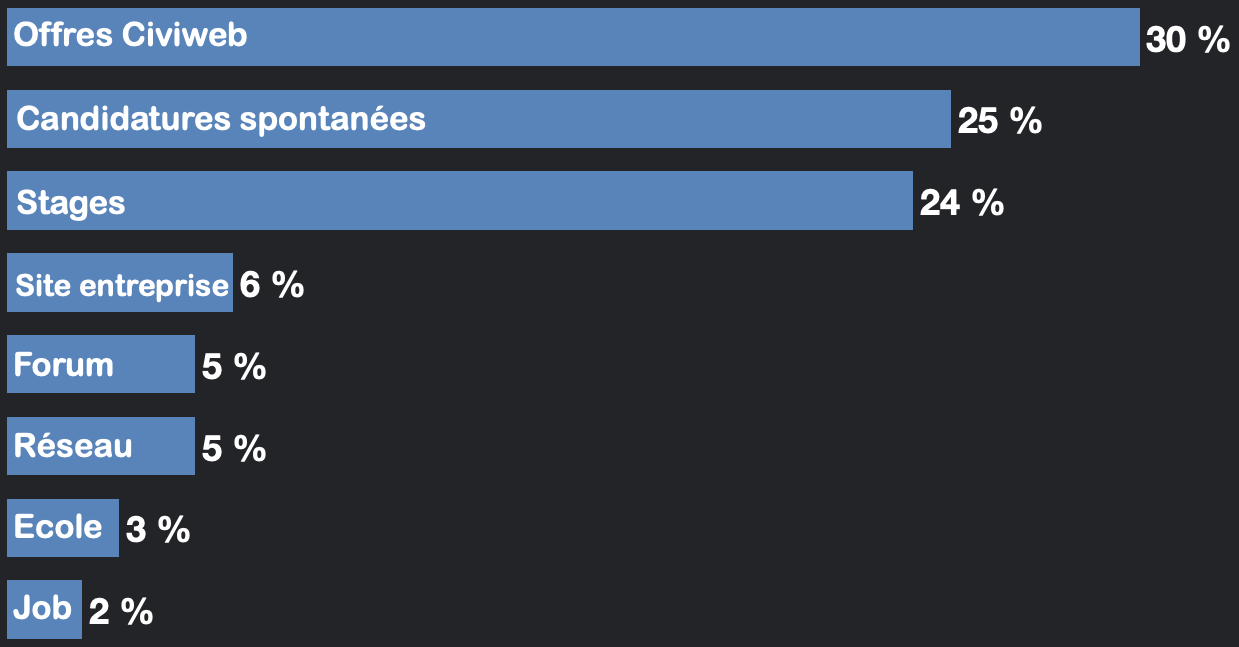 Offres Civiweb 30 %
Candidatures spontanées 25 %
Stages 24 %
Site entreprise 6 %
Forum 5 %
Réseau 5 %
Ecole 3 %
Job 2 %